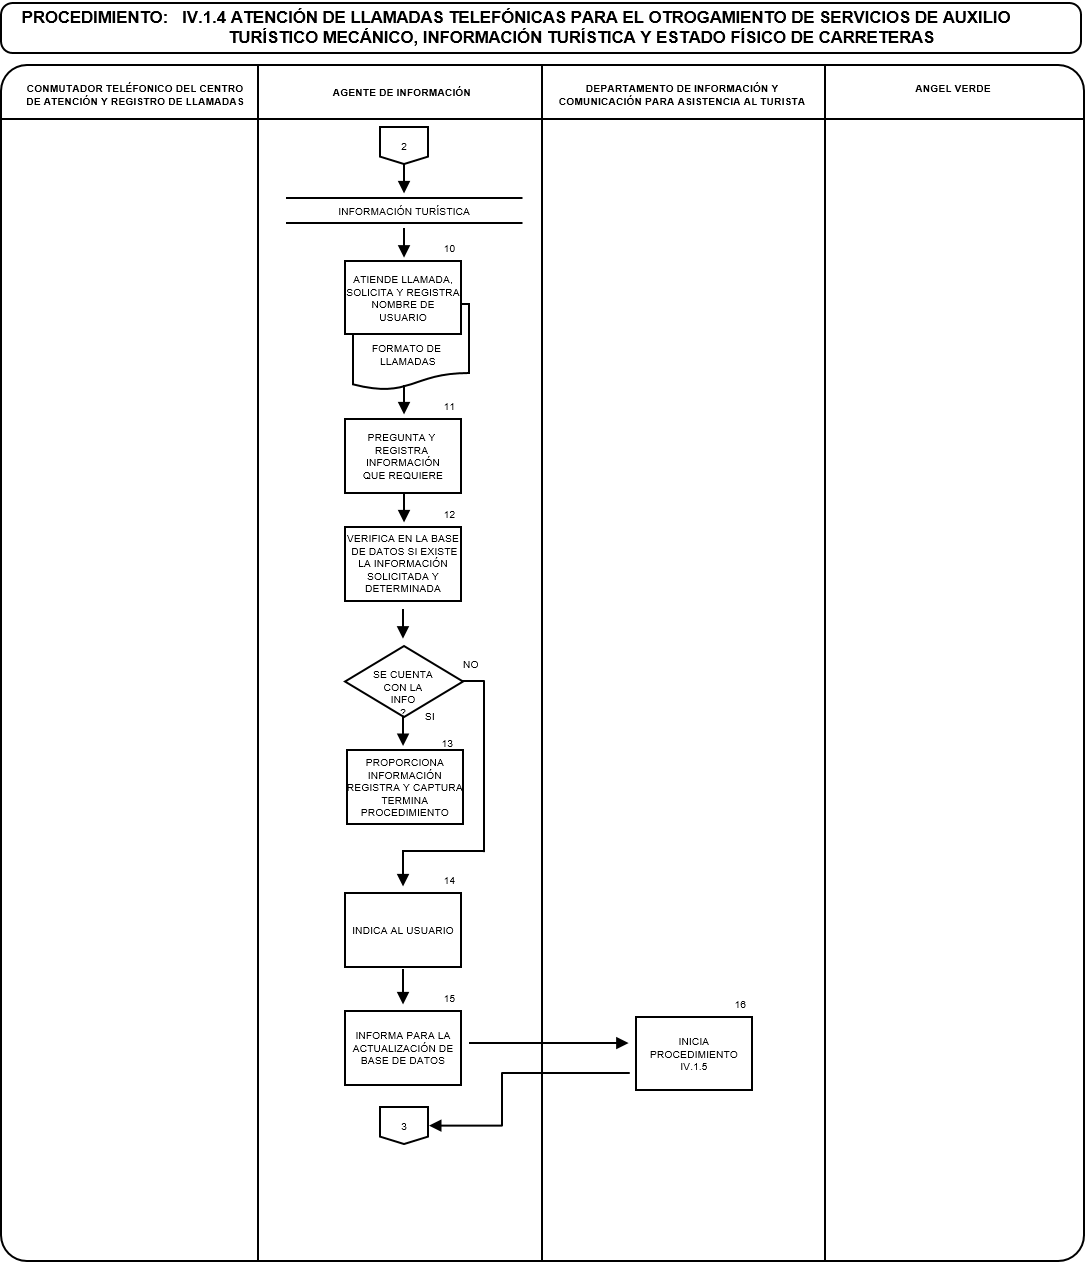 PROCEDIMIENTO: IV.1.4 ATENCIÓN DE LLAMADAS TELEFÓNICAS PARA EL OTROGAMIENTO DE SERVICIOS DE AUXILIO
TURÍSTICO MECÁNICO, INFORMACIÓN TURÍSTICA Y ESTADO FÍSICO DE CARRETERAS
CONMUTADOR TELÉFONICO DEL CENTRO
DE ATENCIÓN Y REGISTRO DE LLAMADAS
AGENTE DE INFORMACIÓN
DEPARTAMENTO DE INFORMACIÓN Y
COMUNICACIÓN PARA ASISTENCIA AL TURISTA
ANGEL VERDE
2
INFORMACIÓN TURÍSTICA
10
ATIENDE LLAMADA,
SOLICITA Y REGISTRA
NOMBRE DE
USUARIO
FORMATO DE
LLAMADAS
11
PREGUNTA Y
REGISTRA
INFORMACIÓN
QUE REQUIERE
12
VERIFICA EN LA BASE
DE DATOS SI EXISTE
LA INFORMACIÓN
SOLICITADA Y
DETERMINADA
SE CUENTA
CON LA
INFO
?
NO
SI
13
PROPORCIONA
INFORMACIÓN
REGISTRA Y CAPTURA
TERMINA
PROCEDIMIENTO
14
INDICA AL USUARIO
15
INFORMA PARA LA
ACTUALIZACIÓN DE
BASE DE DATOS
16
INICIA
PROCEDIMIENTO
IV.1.5
3